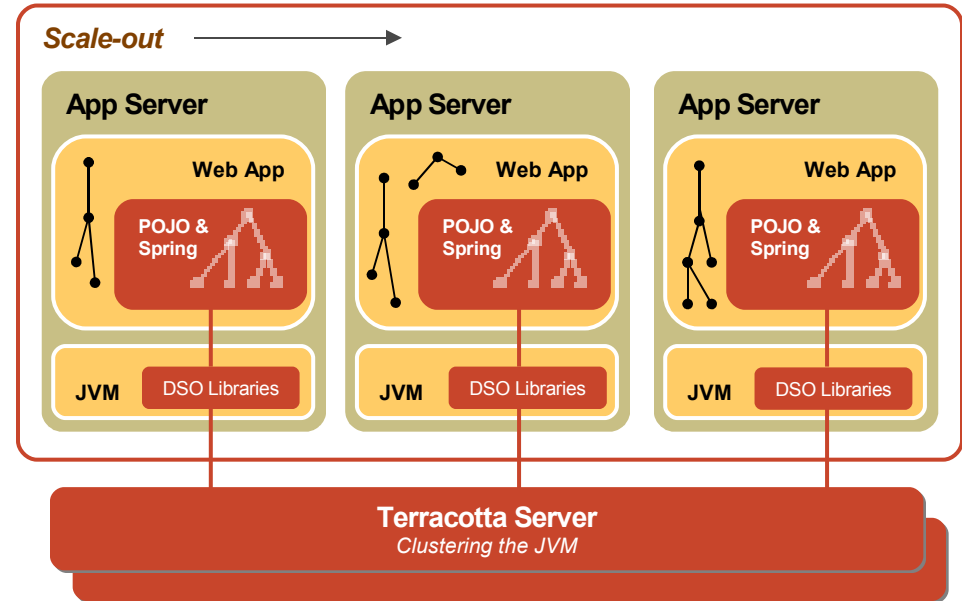 Scale-out
App Server
Web App
POJO &
Spring
JVM
DSO Libraries
App Server
Web App
POJO &
Spring
JVM
DSO Libraries
App Server
Web App
POJO &
Spring
JVM
DSO Libraries
Terracotta Server
Clustering the JVM